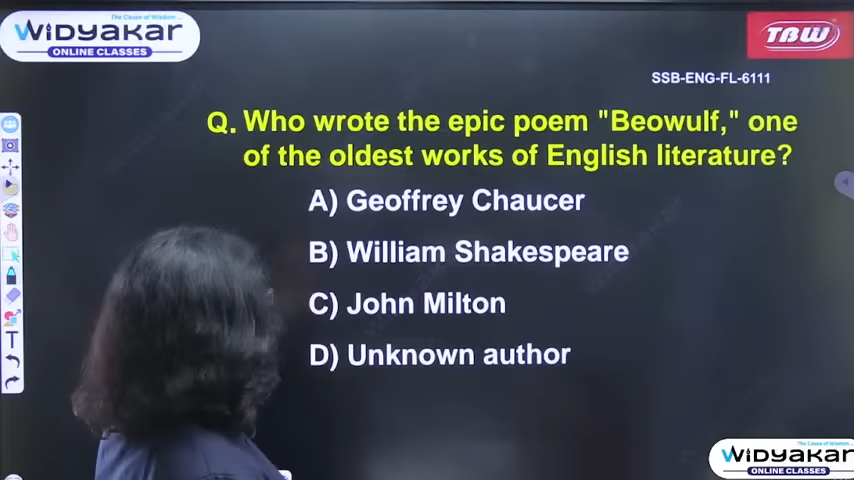 The Clause of Wisdom ...
WiDyakar
ONLINE CLASSES
TBW
SSB-ENG-FL-6111
Q. Who wrote the epic poem "Beowulf," one
of the oldest works of English literature?
A) Geoffrey Chaucer
B) William Shakespeare
C) John Milton
D) Unknown author
T
WiDyakar
ONLINE CLASSES